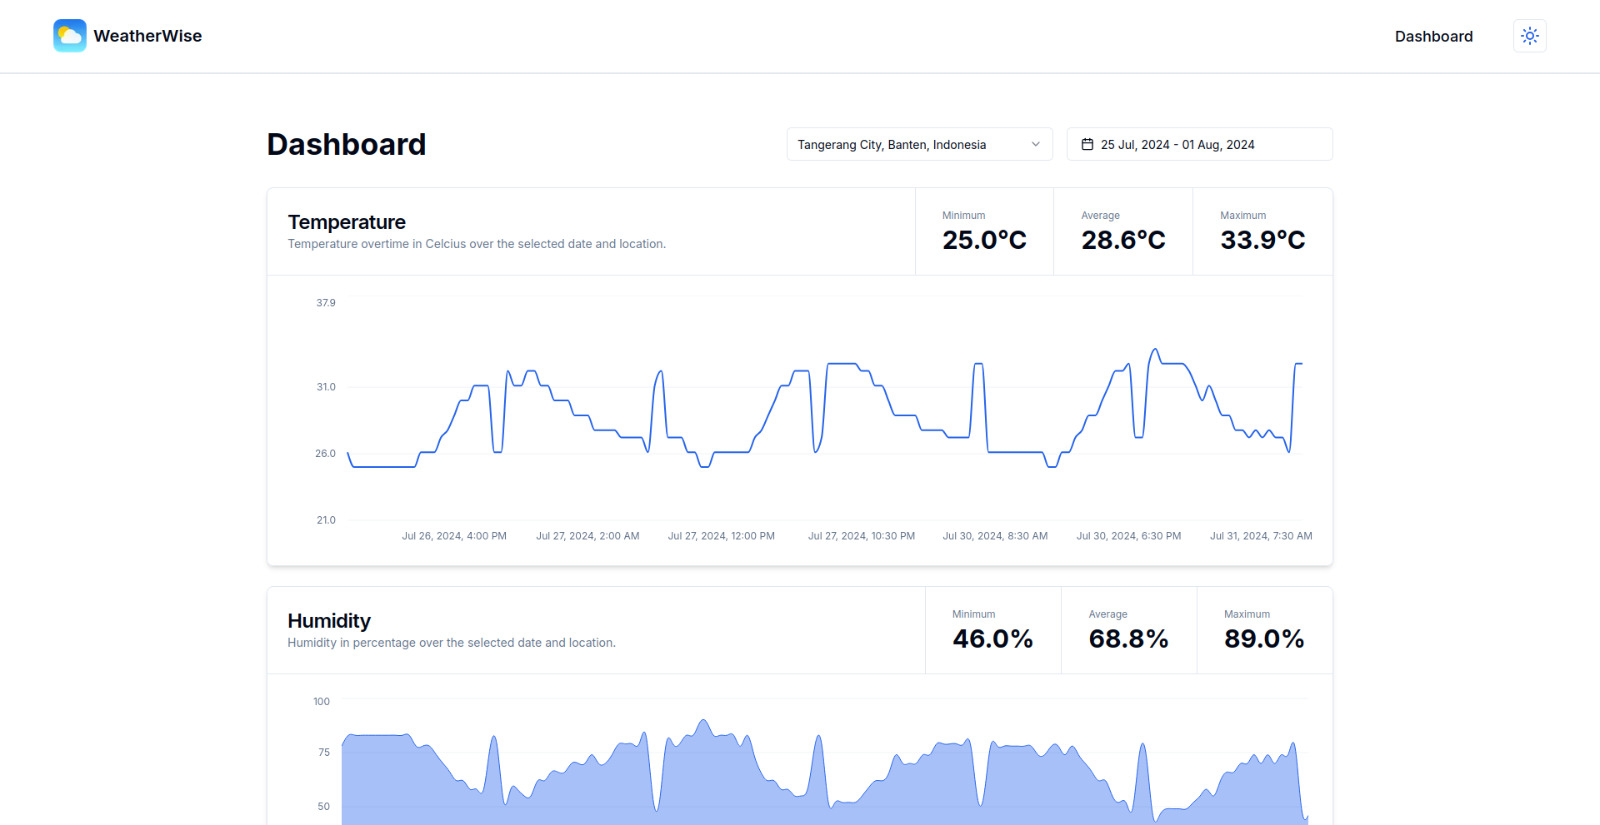 WeatherWise
Dashboard
Dashboard
Tangerang City, Banten, Indonesia
25 Jul, 2024 - 01 Aug, 2024
Temperature
Temperature overtime in Celcius over the selected date and location.
Minimum
25.0°C
Average
28.6°C
Maximum
33.9°C
37.9
31.0
26.0
21.0
Jul 26, 2024, 4:00 PM
Jul 27, 2024, 2:00 AM
Jul 27, 2024, 12:00 PM
Jul 27, 2024, 10:30 PM
Jul 30, 2024, 8:30 AM
Jul 30, 2024, 6:30 PM
Jul 31, 2024, 7:30 AM
Humidity
Humidity in percentage over the selected date and location.
Minimum
46.0%
Average
68.8%
Maximum
89.0%
100
75
50